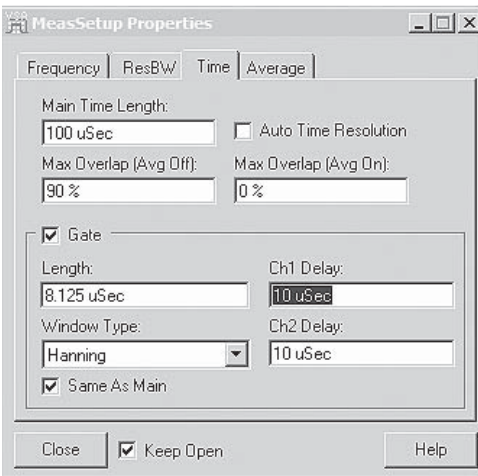 MeasSetup Properties
Frequency ResBW Time Average
Main Time Length:
100 uSec
Auto Time Resolution
Max Overlap (Avg Off): Max Overlap (Avg On):
90 % 0 %
Gate
Length: Ch1 Delay:
8.125 uSec 10 uSec
Window Type: Ch2 Delay:
Hanning 10 uSec
Same As Main
Close Keep Open Help